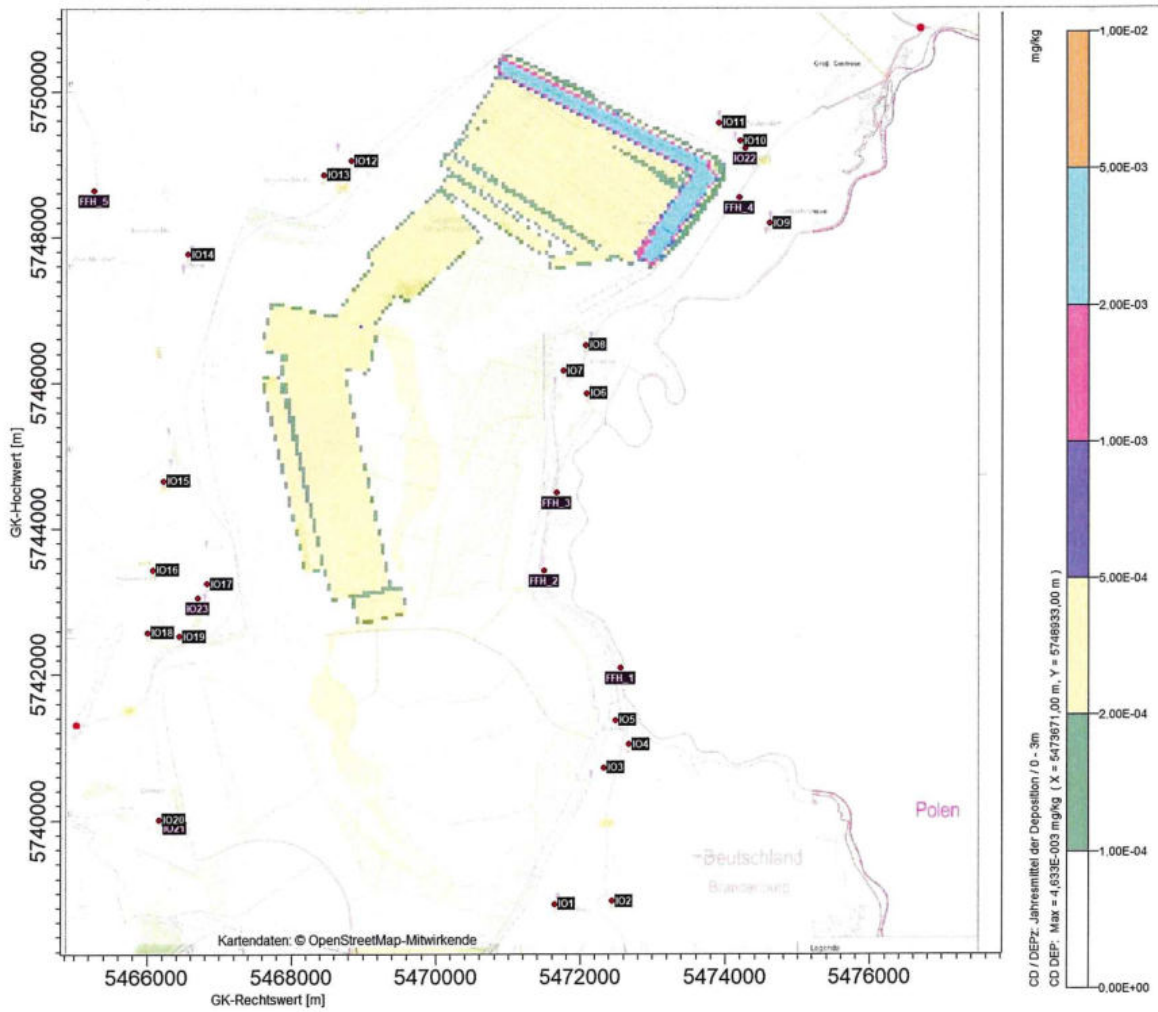 5750000
5748000
5746000
5744000
5742000
5740000
GK-Hochwert [m]
IO11
IO10
IO22
FFH_4
IO9
IO12
IO13
FFH_5
IO14
IO8
IO7
IO6
IO15
FFH_3
IO16
IO17
IO23
FFH_2
IO18
IO19
FFH_1
IO5
IO4
IO3
IO20
IO21
Polen
Deutschland
Brandenburg
IO1
IO2
Kartendaten: © OpenStreetMap-Mitwirkende
Legende
5466000 5468000 5470000 5472000 5474000 5476000
GK-Rechtswert [m]
mg/kg
1,00E-02
5,00E-03
2,00E-03
1,00E-03
5,00E-04
2,00E-04
1,00E-04
0,00E+00
CD / DEPz: Jahresmittel der Deposition / 0 - 3m
CD DEP: Max = 4,633E-003 mg/kg ( X = 5473671,00 m, Y = 5748933,00 m )